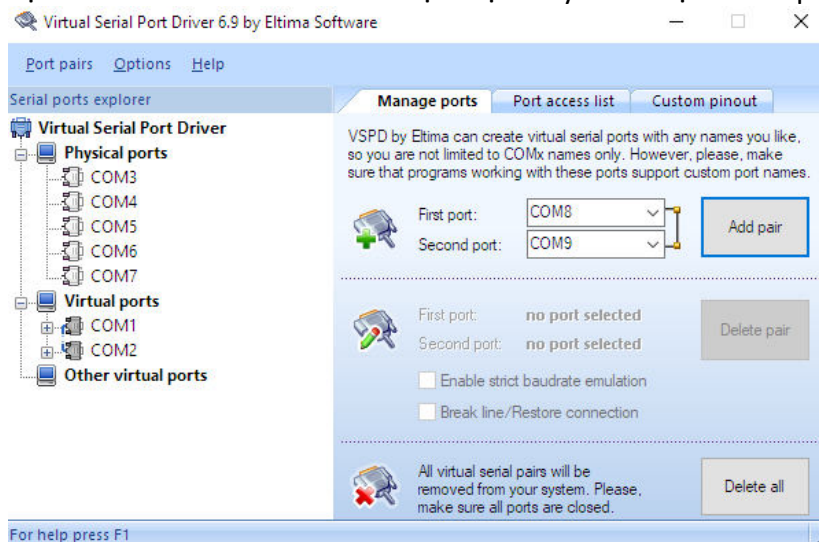 Virtual Serial Port Driver 6.9 by Eltima Software
Port pairs Options Help
Serial ports explorer
Virtual Serial Port Driver
Physical ports
COM3
COM4
COM5
COM6
COM7
Virtual ports
COM1
COM2
Other virtual ports
Manage ports Port access list Custom pinout
VSPD by Eltima can create virtual serial ports with any names you like,
so you are not limited to COMx names only. However, please, make
sure that programs working with these ports support custom port names.
First port: COM8
Second port: COM9
Add pair
First port: no port selected
Second port: no port selected
Delete pair
Enable strict baudrate emulation
Break line/Restore connection
All virtual serial pairs will be
removed from your system. Please,
make sure all ports are closed.
Delete all
For help press F1